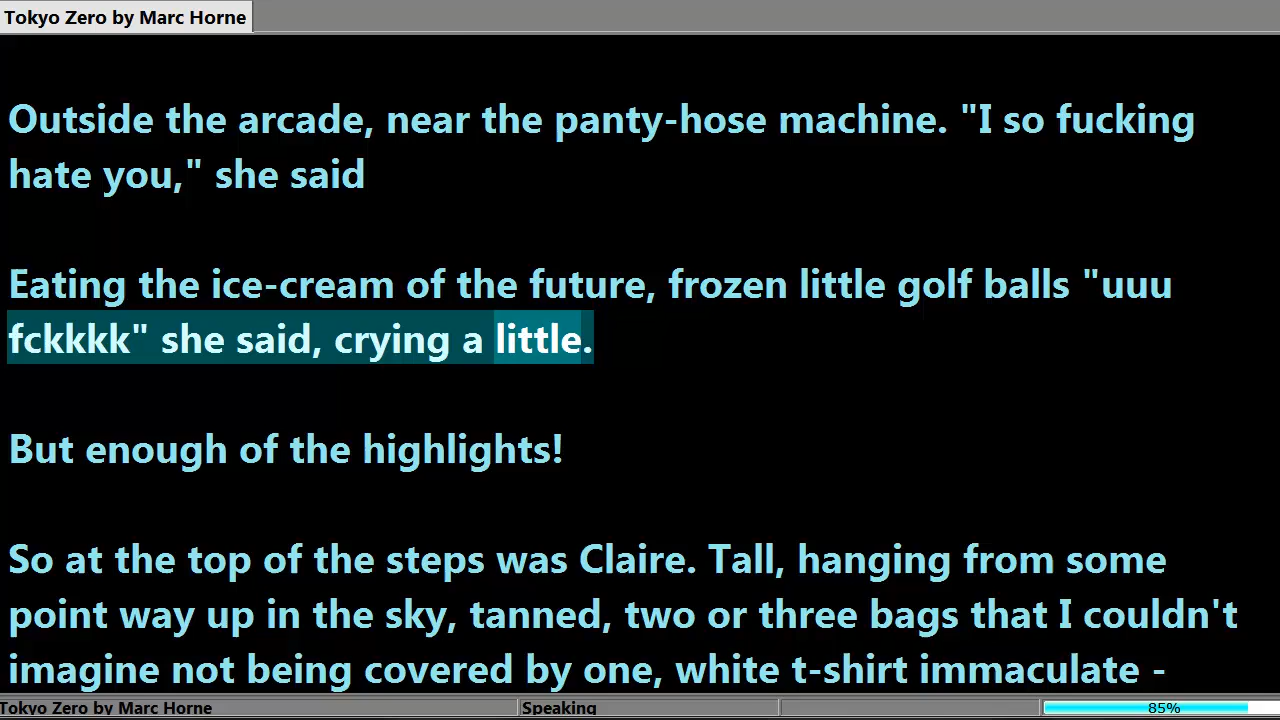 Tokyo Zero by Marc Horne
Outside the arcade, near the panty-hose machine. "I so fucking
hate you," she said
Eating the ice-cream of the future, frozen little golf balls "uuu
fckkkk" she said, crying a little.
But enough of the highlights!
So at the top of the steps was Claire. Tall, hanging from some
point way up in the sky, tanned, two or three bags that I couldn't
imagine not being covered by one, white t-shirt immaculate -
Tokyo Zero by Marc Horne
Speaking
85%